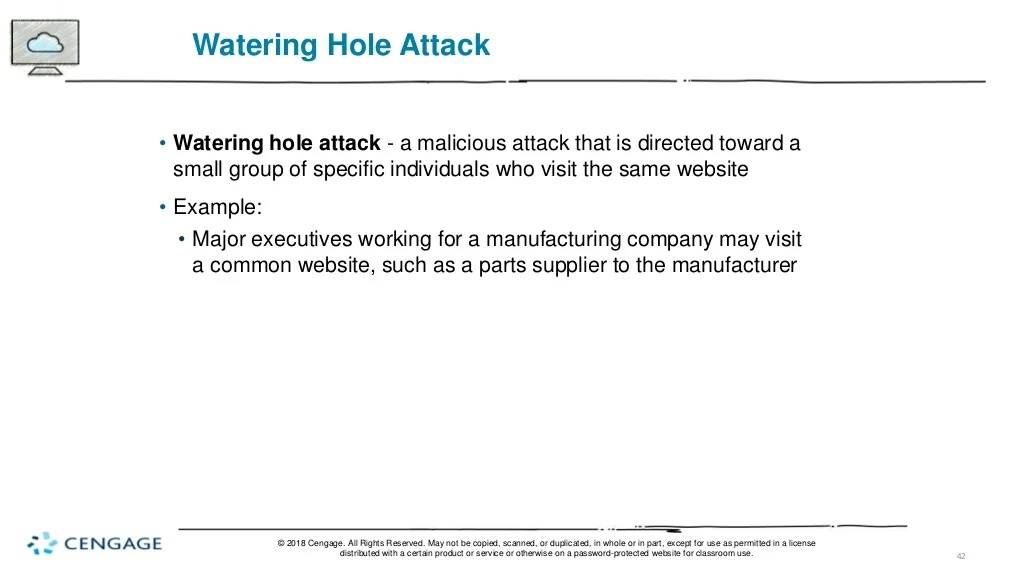 Watering Hole Attack
• Watering hole attack - a malicious attack that is directed toward a
small group of specific individuals who visit the same website
• Example:
• Major executives working for a manufacturing company may visit
a common website, such as a parts supplier to the manufacturer
CENGAGE
© 2018 Cengage. All Rights Reserved. May not be copied, scanned, or duplicated, in whole or in part, except for use as permitted in a license
distributed with a certain product or service or otherwise on a password-protected website for classroom use.
42